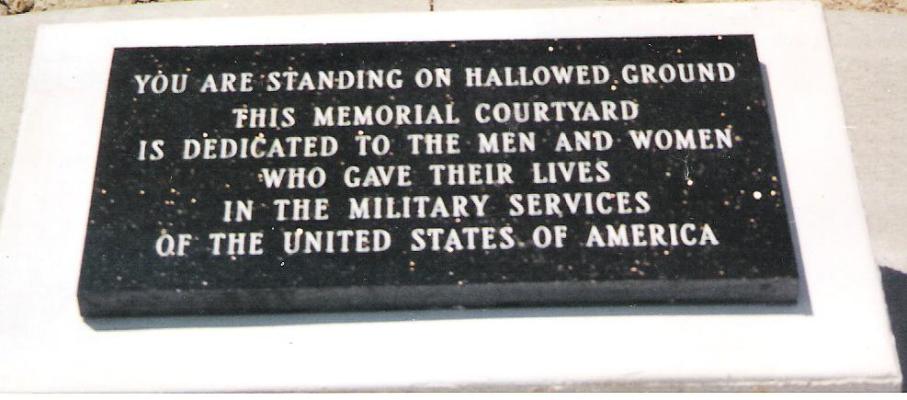 YOU ARE STANDING ON HALLOWED GROUND
THIS MEMORIAL COURTYARD
IS DEDICATED TO THE MEN AND WOMEN
WHO GAVE THEIR LIVES
IN THE MILITARY SERVICES
OF THE UNITED STATES OF AMERICA